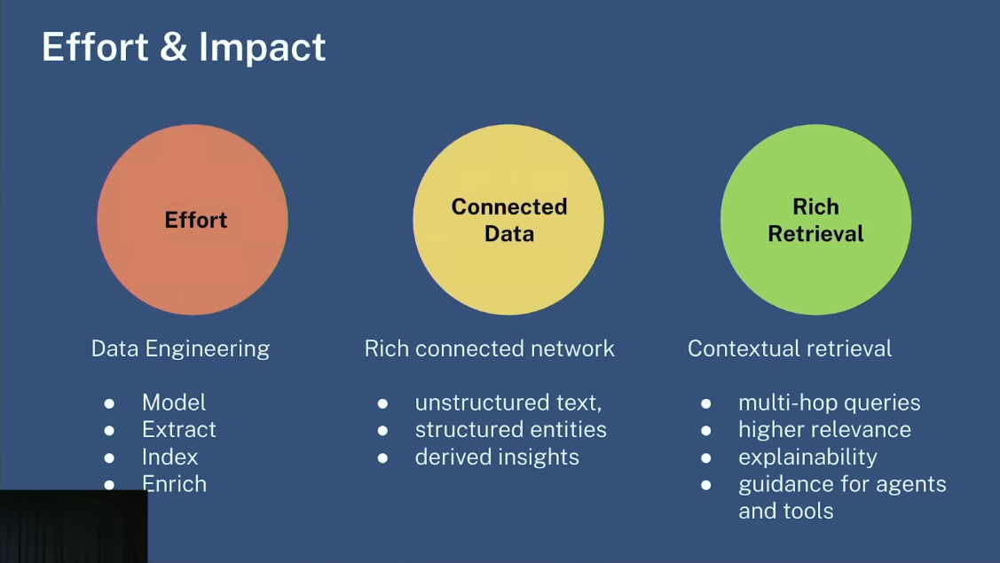 Effort & Impact
Effort
Connected
Data
Rich
Retrieval
Data Engineering
● Model
● Extract
● Index
● Enrich
Rich connected network
● unstructured text,
● structured entities
● derived insights
Contextual retrieval
● multi-hop queries
● higher relevance
● explainability
● guidance for agents
and tools